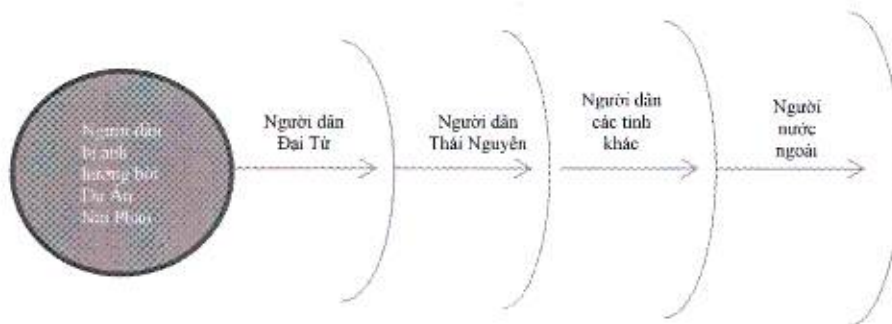 Người dân
bị ảnh
hưởng bởi
Dự Án
Núi Pháo
Người dân
Đại Từ
Người dân
Thái Nguyên
Người dân
các tỉnh
khác
Người
nước
ngoài